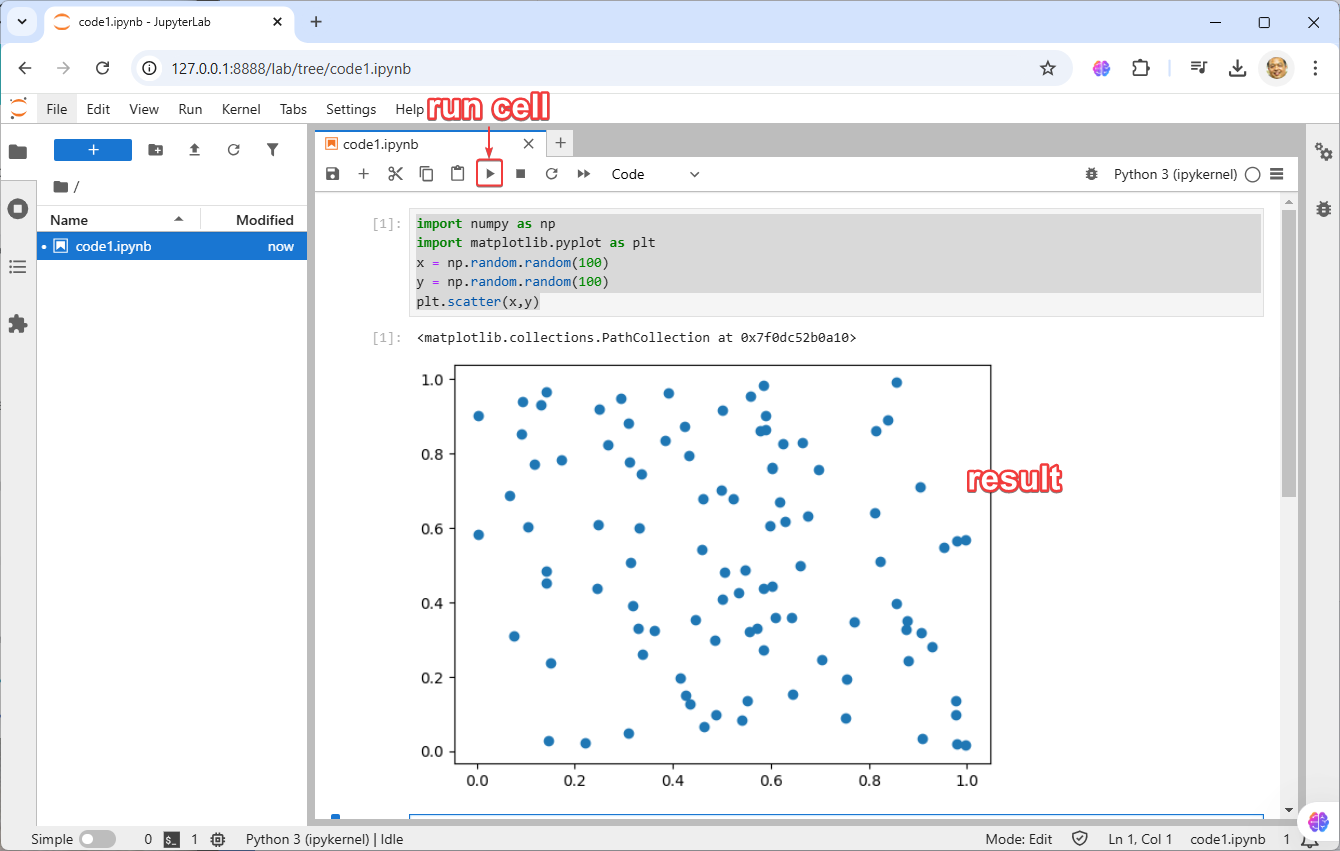 code1.ipynb - JupyterLab
127.0.0.1:8888/lab/tree/code1.ipynb
File Edit View Run Kernel Tabs Settings Help
run cell
code1.ipynb
Code
Python 3 (ipykernel)
/
Name Modified
code1.ipynb now
[1]: import numpy as np
import matplotlib.pyplot as plt
x = np.random.random(100)
y = np.random.random(100)
plt.scatter(x,y)
[1]: <matplotlib.collections.PathCollection at 0x7f0dc52b0a10>
1.0
0.8
0.6
0.4
0.2
0.0
0.0 0.2 0.4 0.6 0.8 1.0
result
Simple 0 $_ 1 Python 3 (ipykernel) | Idle Mode: Edit Ln 1, Col 1 code1.ipynb 1